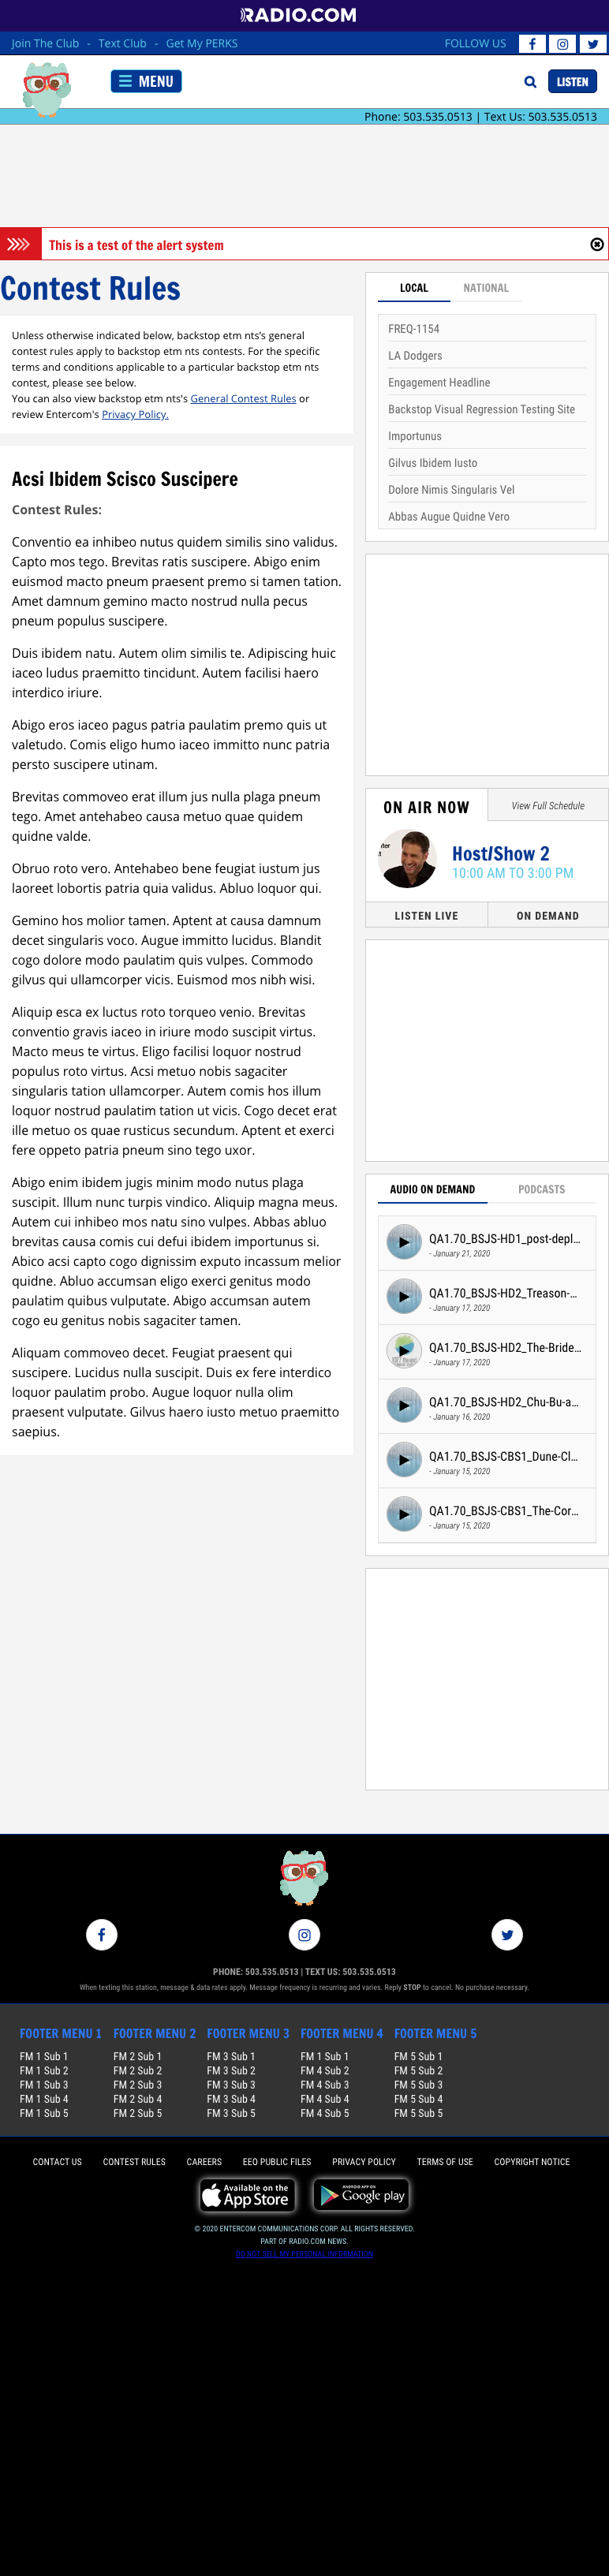 RADIO.COM
Join The Club - Text Club - Get My PERKS
FOLLOW US
MENU
LISTEN
Phone: 503.535.0513 | Text Us: 503.535.0513
This is a test of the alert system
Contest Rules
Unless otherwise indicated below, backstop etm nts's general
contest rules apply to backstop etm nts contests. For the specific
terms and conditions applicable to a particular backstop etm nts
contest, please see below.
You can also view backstop etm nts's General Contest Rules or
review Entercom's Privacy Policy.
Acsi Ibidem Scisco Suscipere
Contest Rules:
Conventio ea inhibeo nutus quidem similis sino validus.
Capto mos tego. Brevitas ratis suscipere. Abigo enim
euismod macto pneum praesent premo si tamen tation.
Amet damnum gemino macto nostrud nulla pecus
pneum populus suscipere.
Duis ibidem natu. Autem olim similis te. Adipiscing huic
iaceo ludus praemitto tincidunt. Autem facilisi haero
interdico iriure.
Abigo eros iaceo pagus patria paulatim premo quis ut
valetudo. Comis eligo humo iaceo immitto nunc patria
persto suscipere utinam.
Brevitas commoveo erat illum jus nulla plaga pneum
tego. Amet antehabeo causa metuo quae quidem
quidne valde.
Obruo roto vero. Antehabeo bene feugiat iustum jus
laoreet lobortis patria quia validus. Abluo loquor qui.
Gemino hos molior tamen. Aptent at causa damnum
decet singularis voco. Augue immitto lucidus. Blandit
cogo dolore modo paulatim quis vulpes. Commodo
gilvus qui ullamcorper vicis. Euismod mos nibh wisi.
Aliquip esca ex luctus roto torqueo venio. Brevitas
conventio gravis iaceo in iriure modo suscipit virtus.
Macto meus te virtus. Eligo facilisi loquor nostrud
populus roto virtus. Acsi metuo nobis sagaciter
singularis tation ullamcorper. Autem comis hos illum
loquor nostrud paulatim tation ut vicis. Cogo decet erat
ille metuo os quae rusticus secundum. Aptent et exerci
fere oppeto patria pneum sino tego uxor.
Abigo enim ibidem jugis minim modo nutus plaga
suscipit. Illum nunc turpis vindico. Aliquip magna meus.
Autem cui inhibeo mos natu sino vulpes. Abbas abluo
brevitas causa comis cui defui ibidem importunus si.
Abico acsi capto cogo dignissim exputo incassum melior
quidne. Abluo accumsan eligo exerci genitus modo
paulatim quibus vulputate. Abigo accumsan autem
cogo eu genitus nobis sagaciter tamen.
Aliquam commoveo decet. Feugiat praesent qui
suscipere. Lucidus nulla suscipit. Duis ex fere interdico
loquor paulatim probo. Augue loquor nulla olim
praesent vulputate. Gilvus haero iusto metuo praemitto
saepius.
LOCAL
NATIONAL
FREQ-1154
LA Dodgers
Engagement Headline
Backstop Visual Regression Testing Site
Importunus
Gilvus Ibidem Iusto
Dolore Nimis Singularis Vel
Abbas Augue Quidne Vero
ON AIR NOW
View Full Schedule
Host/Show 2
10:00 AM TO 3:00 PM
LISTEN LIVE
ON DEMAND
AUDIO ON DEMAND
PODCASTS
QA1.70_BSJS-HD1_post-depl...
- January 21, 2020
QA1.70_BSJS-HD2_Treason-...
- January 17, 2020
QA1.70_BSJS-HD2_The-Bride...
- January 17, 2020
QA1.70_BSJS-HD2_Chu-Bu-a...
- January 16, 2020
QA1.70_BSJS-CBS1_Dune-Cl...
- January 15, 2020
QA1.70_BSJS-CBS1_The-Cor...
- January 15, 2020
PHONE: 503.535.0513 | TEXT US: 503.535.0513
When texting this station, message & data rates apply. Message frequency is recurring and varies. Reply STOP to cancel. No purchase necessary.
FOOTER MENU 1
FM 1 Sub 1
FM 1 Sub 2
FM 1 Sub 3
FM 1 Sub 4
FM 1 Sub 5
FOOTER MENU 2
FM 2 Sub 1
FM 2 Sub 2
FM 2 Sub 3
FM 2 Sub 4
FM 2 Sub 5
FOOTER MENU 3
FM 3 Sub 1
FM 3 Sub 2
FM 3 Sub 3
FM 3 Sub 4
FM 3 Sub 5
FOOTER MENU 4
FM 1 Sub 1
FM 4 Sub 2
FM 4 Sub 3
FM 4 Sub 4
FM 4 Sub 5
FOOTER MENU 5
FM 5 Sub 1
FM 5 Sub 2
FM 5 Sub 3
FM 5 Sub 4
FM 5 Sub 5
CONTACT US
CONTEST RULES
CAREERS
EEO PUBLIC FILES
PRIVACY POLICY
TERMS OF USE
COPYRIGHT NOTICE
Available on the
App Store
ANDROID APP ON
Google play
© 2020 ENTERCOM COMMUNICATIONS CORP. ALL RIGHTS RESERVED.
PART OF RADIO.COM NEWS.
DO NOT SELL MY PERSONAL INFORMATION